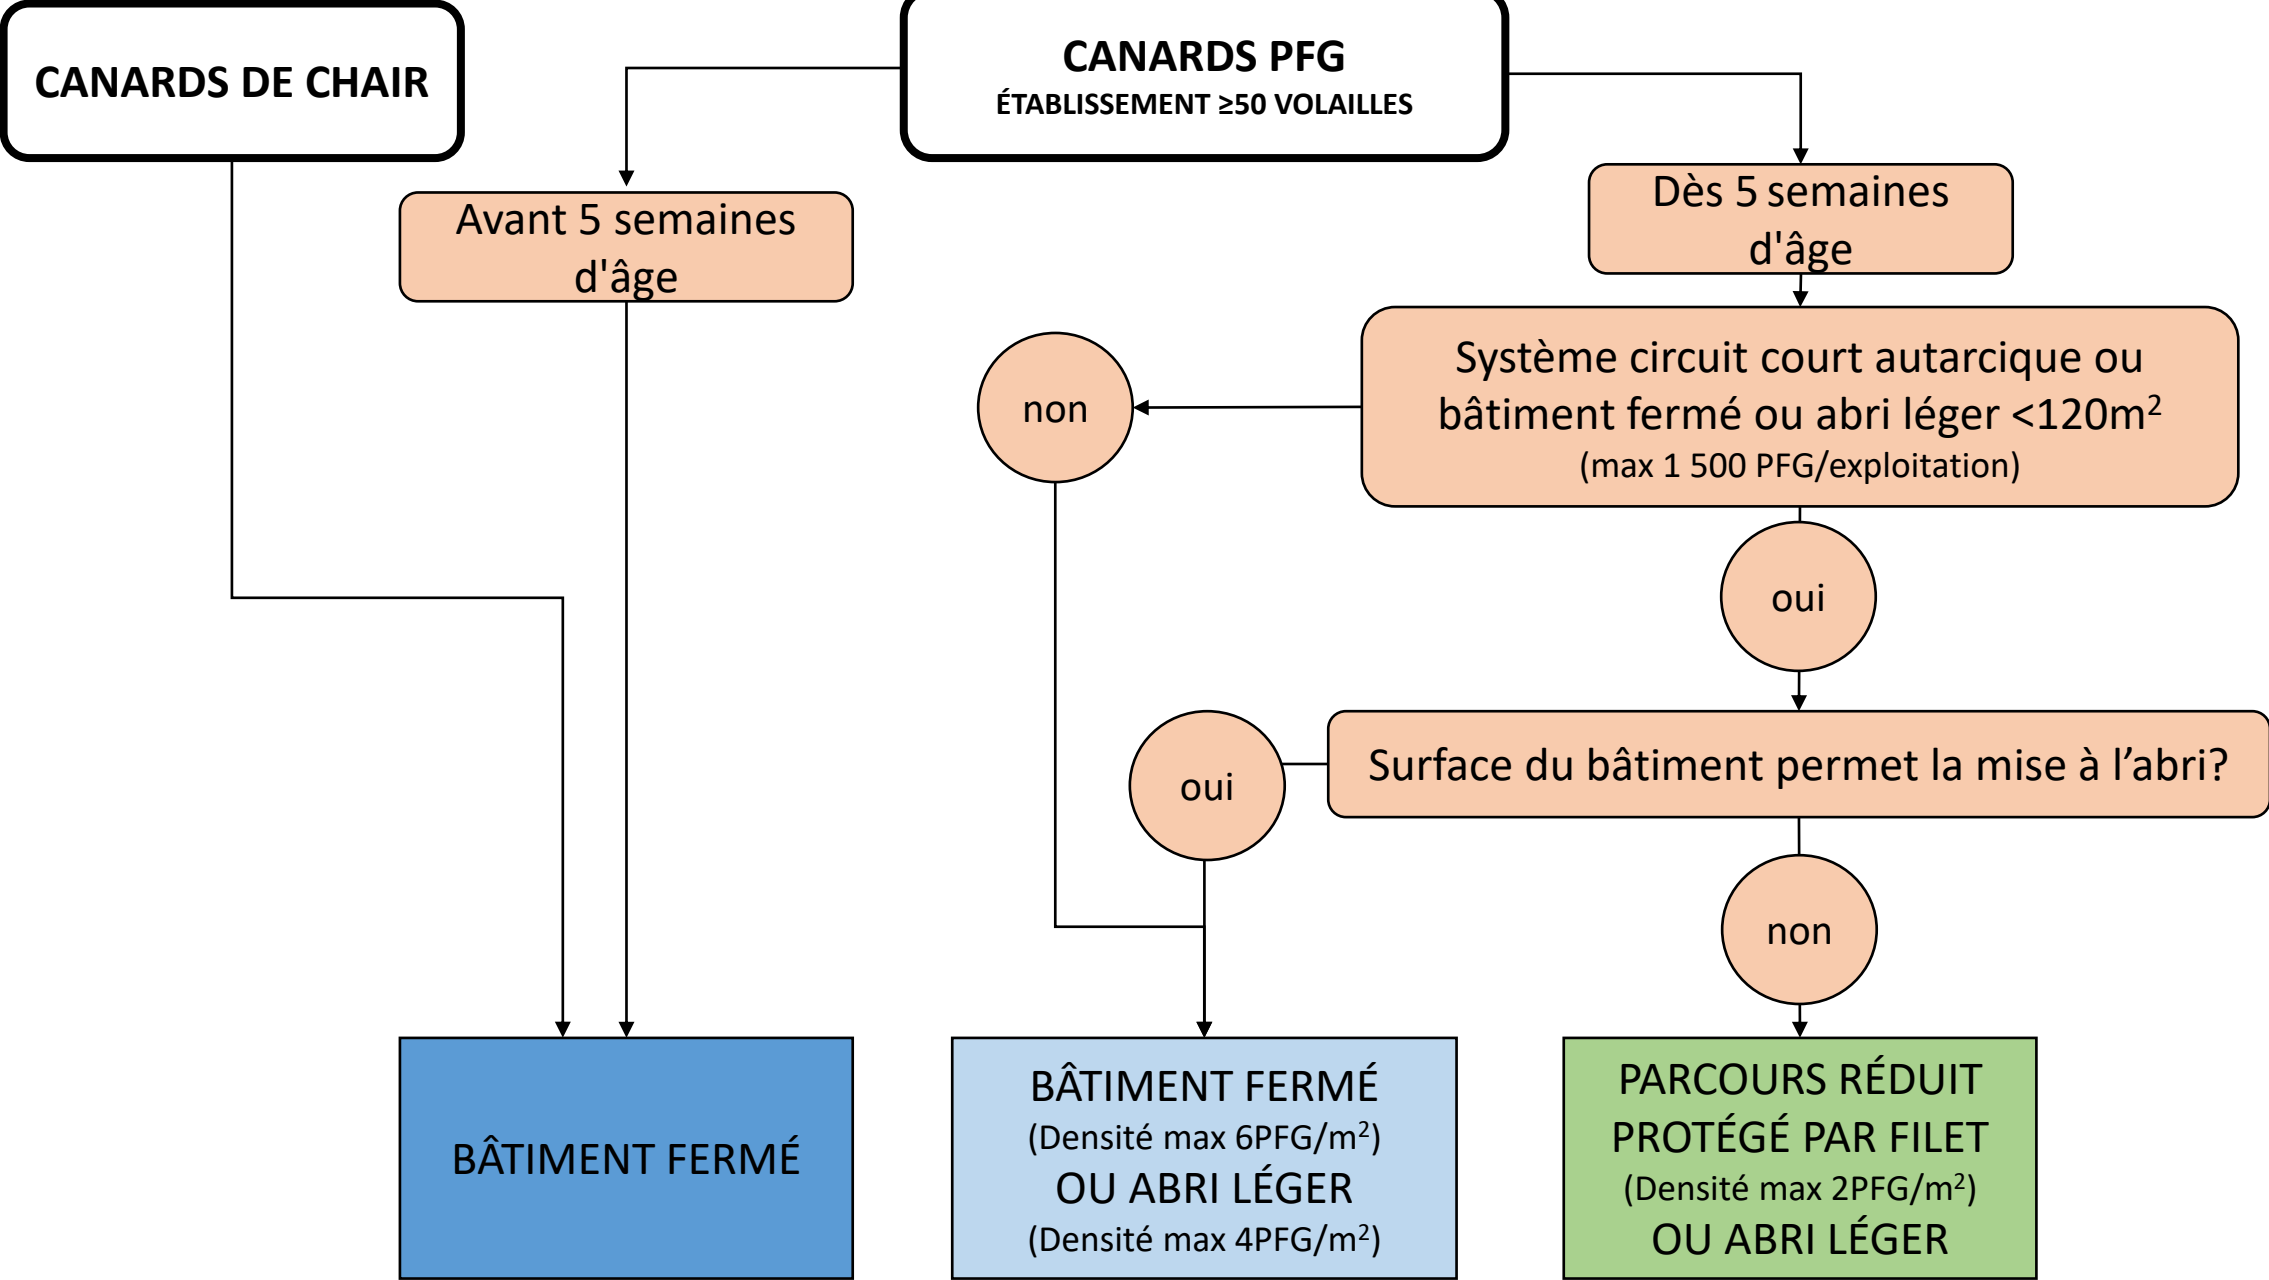 CANARDS DE CHAIR
CANARDS PFG
ÉTABLISSEMENT ≥50 VOLAILLES
Avant 5 semaines
d'âge
Dès 5 semaines
d'âge
Système circuit court autarcique ou
bâtiment fermé ou abri léger <120m²
(max 1 500 PFG/exploitation)
non
oui
Surface du bâtiment permet la mise à l’abri?
oui
non
BÂTIMENT FERMÉ
BÂTIMENT FERMÉ
(Densité max 6PFG/m²)
OU ABRI LÉGER
(Densité max 4PFG/m²)
PARCOURS RÉDUIT
PROTÉGÉ PAR FILET
(Densité max 2PFG/m²)
OU ABRI LÉGER